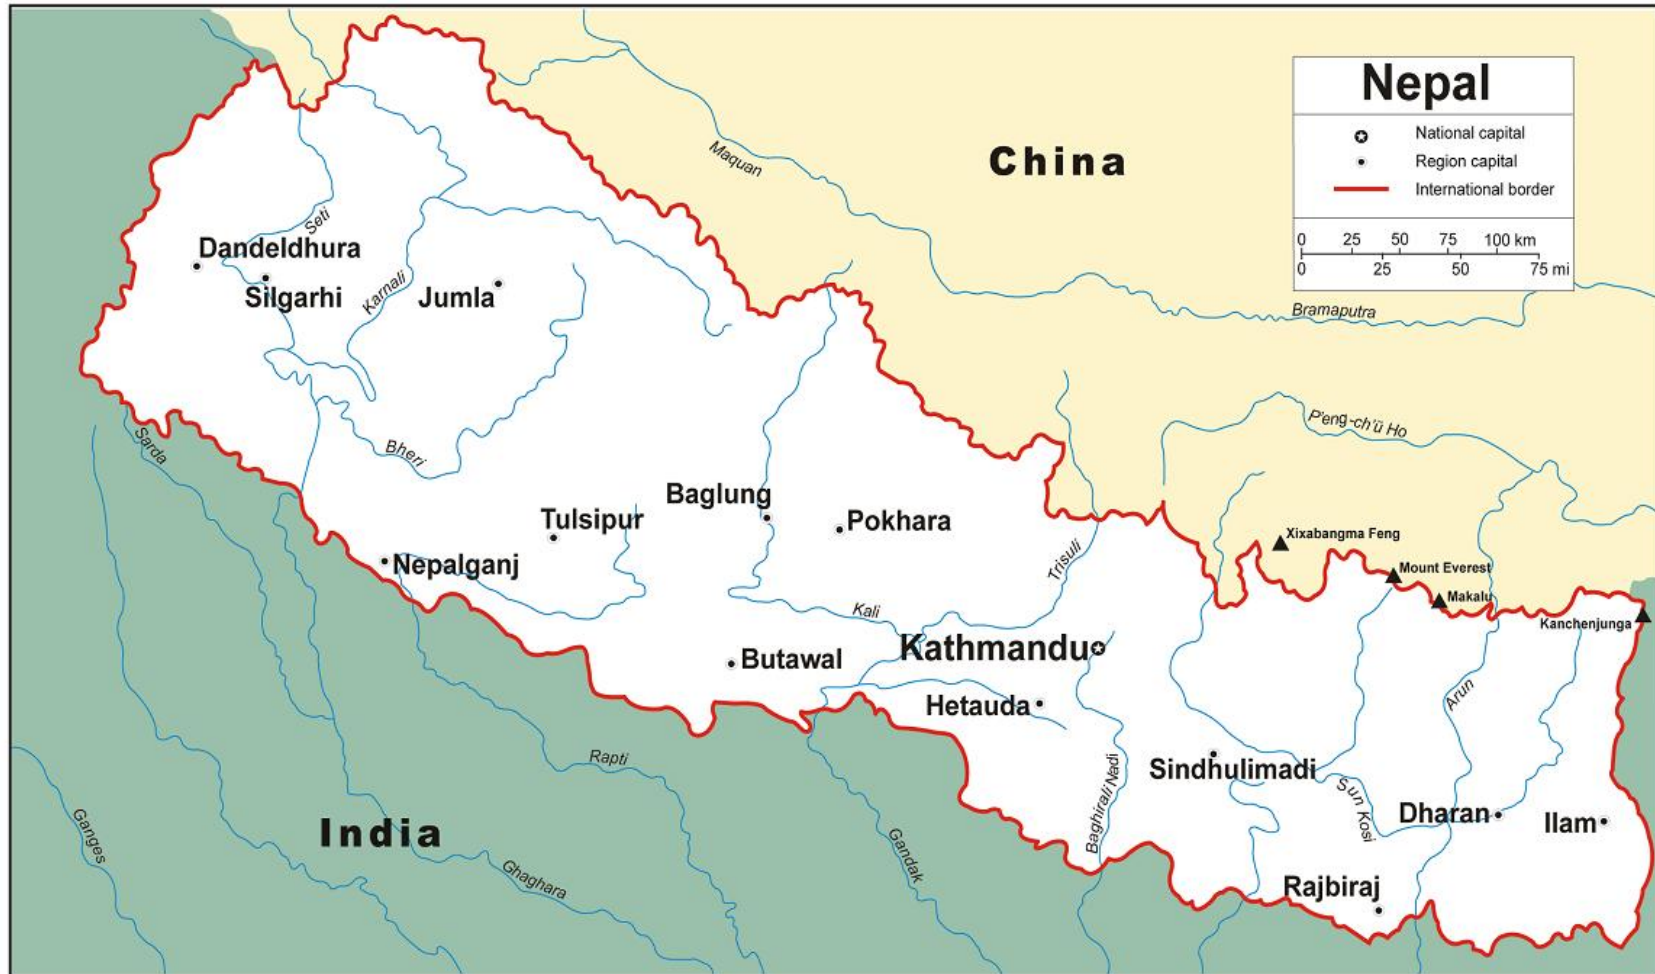 Nepal
National capital
Region capital
International border
0 25 50 75 100 km
0 25 50 75 mi
China
Maquan
Bramaputra
Seti
Dandeldhura
Silgarhi
Karnali
Jumla
P'eng-ch'ü Ho
Sarda
Bheri
Baglung
Tulsipur
Pokhara
Nepalganj
Trisuli
Xixabangma Feng
Mount Everest
Makalu
Kanchenjunga
Kali
Kathmandu
Butawal
Hetauda
Arun
Rapti
Sindhulimadi
Baghirali Nadi
Sun Kosi
Dharan
Ilam
India
Ganges
Ghaghara
Gandak
Rajbiraj